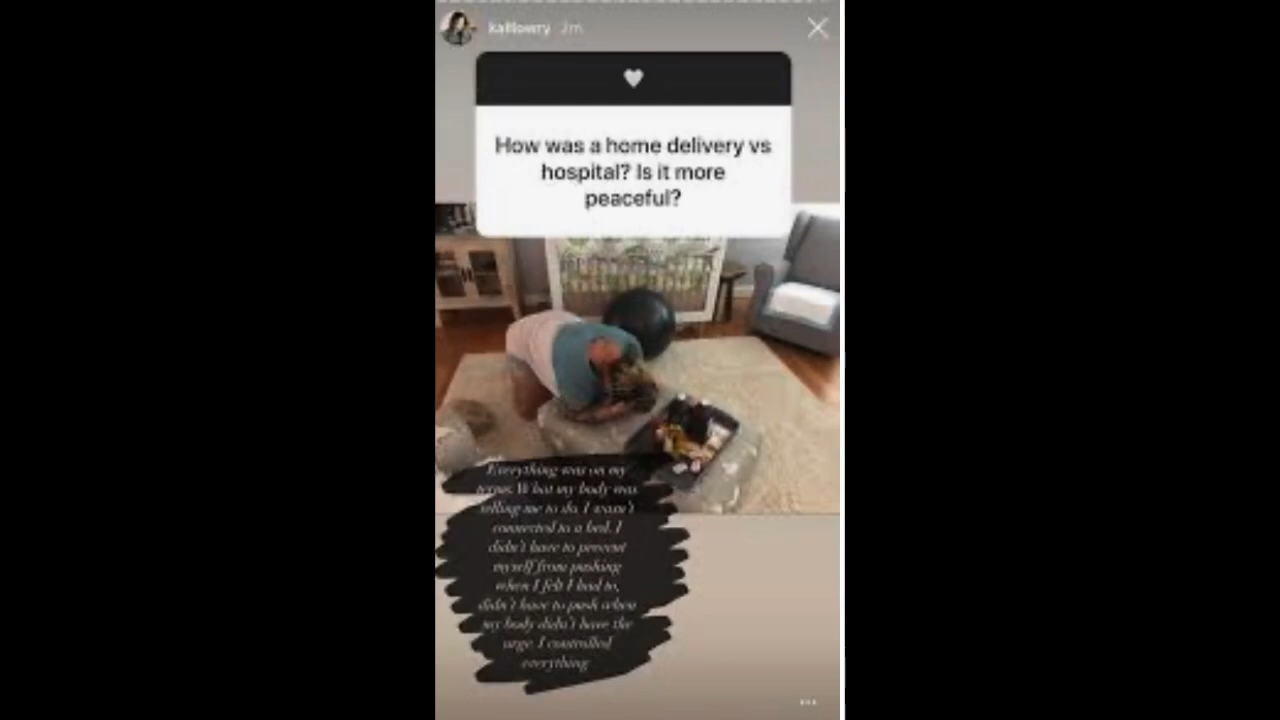 katlowry 2m
How was a home delivery vs
hospital? Is it more
peaceful?
Everything was on my
terms. What my body was
telling me to do. I wasn't
connected to a bed. I
didn't have to prevent
myself from pushing
when I felt I had to,
didn't have to push when
my body didn't have the
urge. I controlled
everything